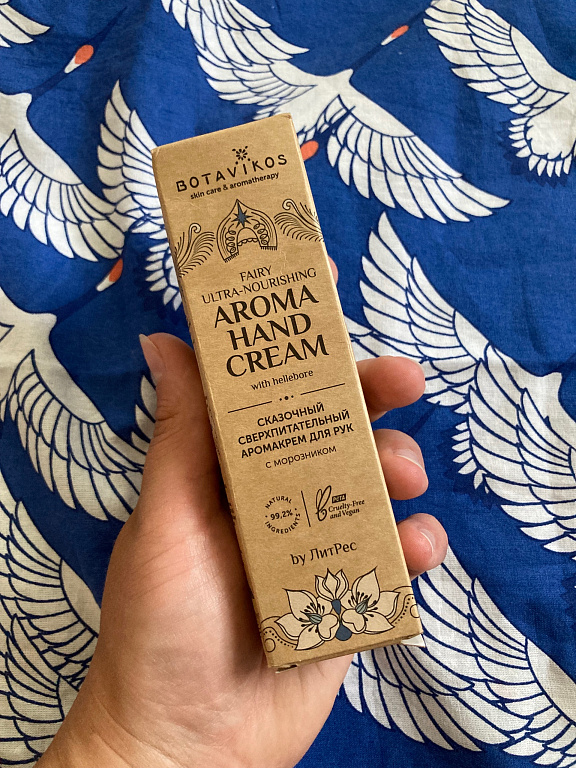 BOTAVIKOS
skin care & aromatherapy
FAIRY
ULTRA-NOURISHING
AROMA
HAND
CREAM
with hellebore
СКАЗОЧНЫЙ
СВЕРХПИТАТЕЛЬНЫЙ
АРОМАКРЕМ ДЛЯ РУК
С МОРОЗНИКОМ
NATURAL
99,2%
INGREDIENTS
PETA
Cruelty-Free
and Vegan
by ЛитРес